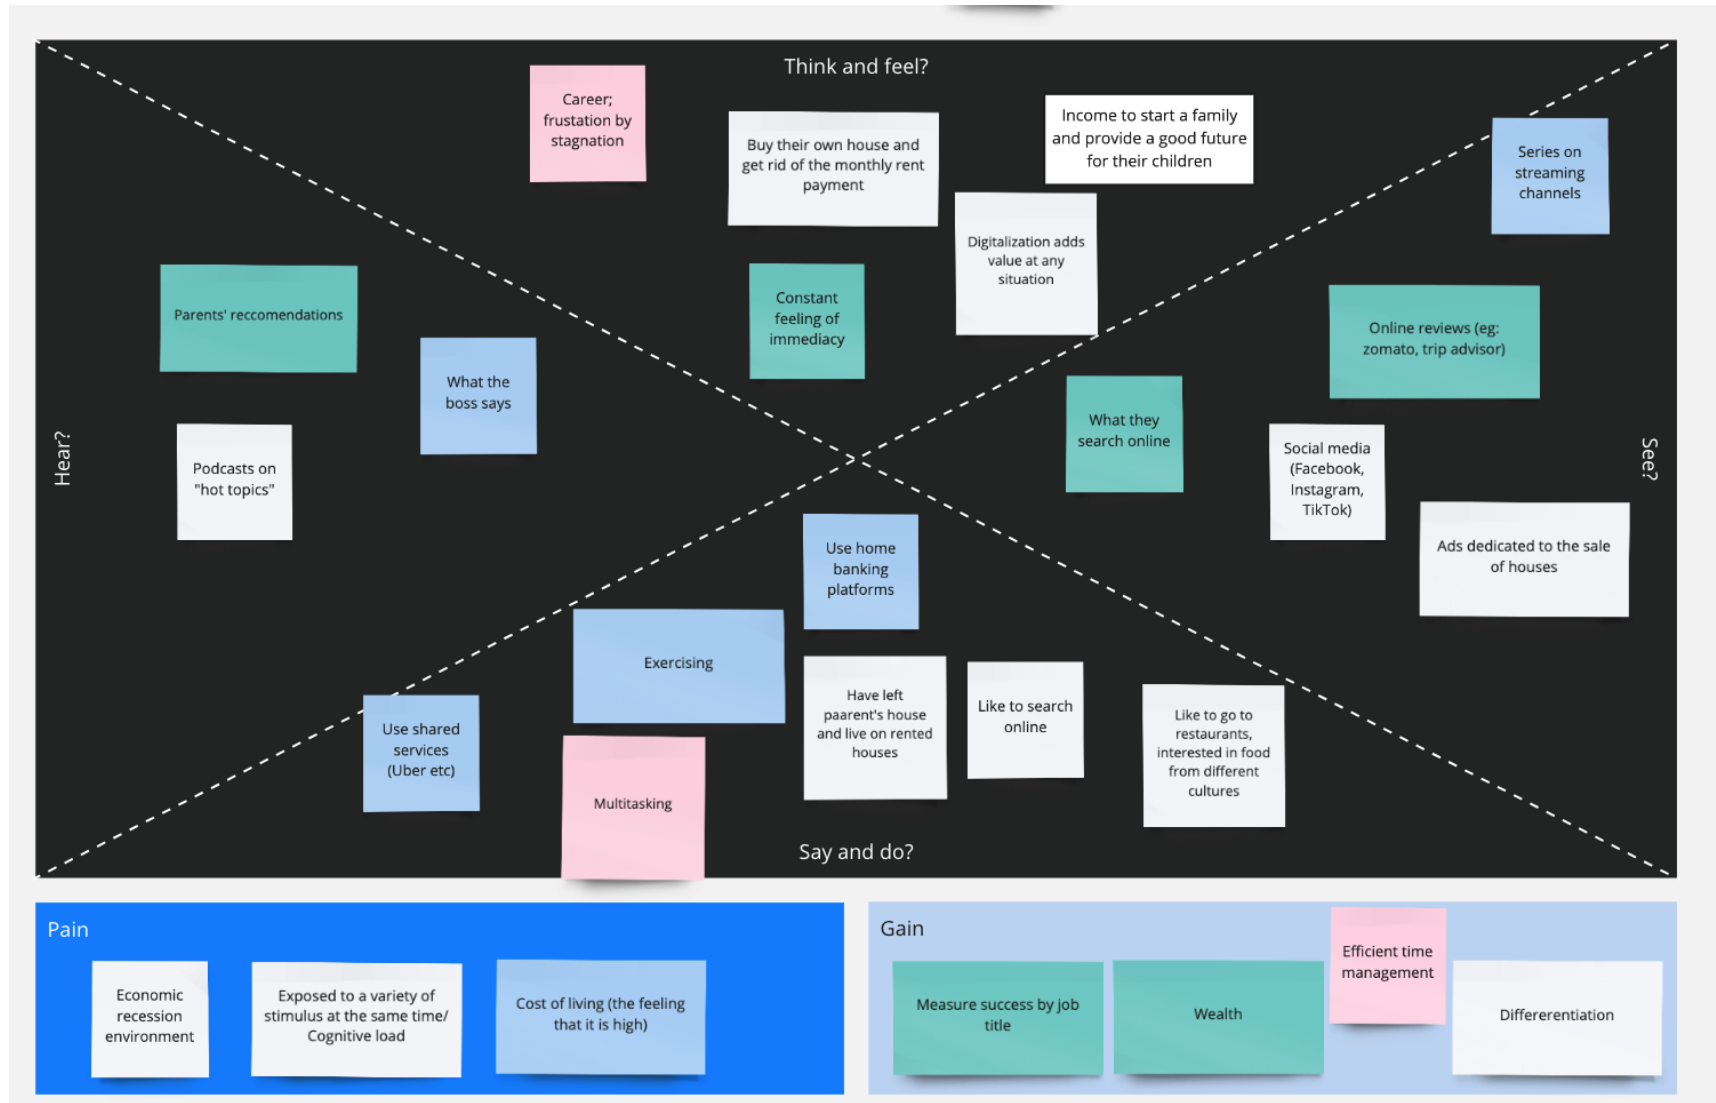 Think and feel?
Career;
frustation by
stagnation
Buy their own house and
get rid of the monthly rent
payment
Income to start a family
and provide a good future
for their children
Digitalization adds
value at any
situation
Constant
feeling of
immediacy
Hear?
Parents' reccomendations
What the
boss says
Podcasts on
"hot topics"
See?
Series on
streaming
channels
Online reviews (eg:
zomato, trip advisor)
What they
search online
Social media
(Facebook,
Instagram,
TikTok)
Ads dedicated to the sale
of houses
Use home
banking
platforms
Exercising
Use shared
services
(Uber etc)
Multitasking
Have left
paarent's house
and live on rented
houses
Like to search
online
Like to go to
restaurants,
interested in food
from different
cultures
Say and do?
Pain
Economic
recession
environment
Exposed to a variety of
stimulus at the same time/
Cognitive load
Cost of living (the feeling
that it is high)
Gain
Measure success by job
title
Wealth
Efficient time
management
Differerentiation